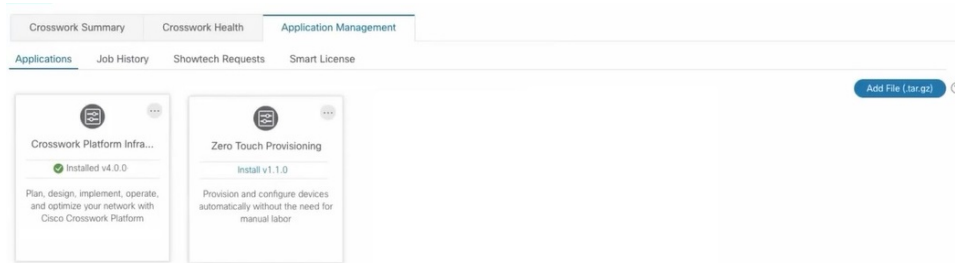 Crosswork Summary
Crosswork Health
Application Management
Applications
Job History
Showtech Requests
Smart License
Add File (.tar.gz)
Crosswork Platform Infra...
Installed v4.0.0
Plan, design, implement, operate,
and optimize your network with
Cisco Crosswork Platform
Zero Touch Provisioning
Install v1.1.0
Provision and configure devices
automatically without the need for
manual labor